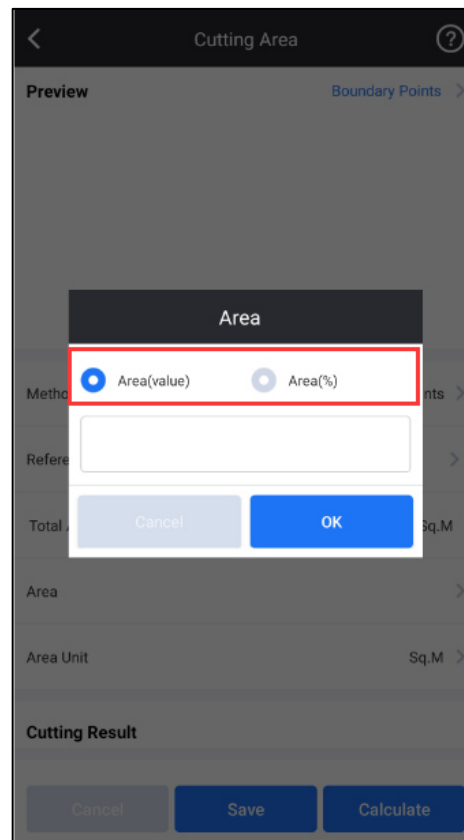 Cutting Area
Preview Boundary Points
Area
Area(value) Area(%)
Metho nts
Refere
Cancel OK
Total Sq.M
Area
Area Unit Sq.M
Cutting Result
Cancel Save Calculate